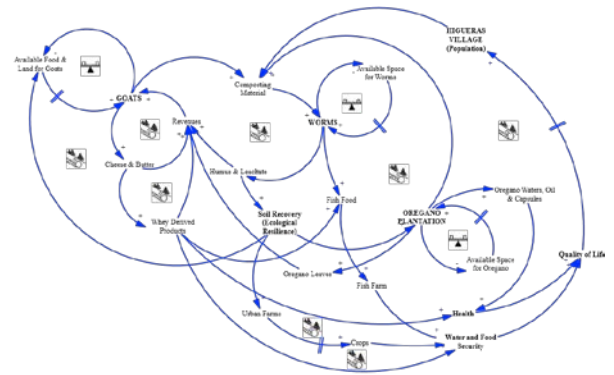 HIGUERAS
VILLAGE
(Population)
Available Food &
Land for Goats
GOATS
Composting
Material
Available Space
for Worms
Revenues
WORMS
Cheese & Butter
Humus & Leachate
Whey Derived
Products
Soil Recovery
(Ecological
Resilience)
Fish Food
OREGANO
PLANTATION
Oregano Waters, Oil
& Capsules
Available Space
for Oregano
Quality of Life
Oregano Leaves
Fish Farm
Urban Farms
Health
Crops
Water and Food
Security